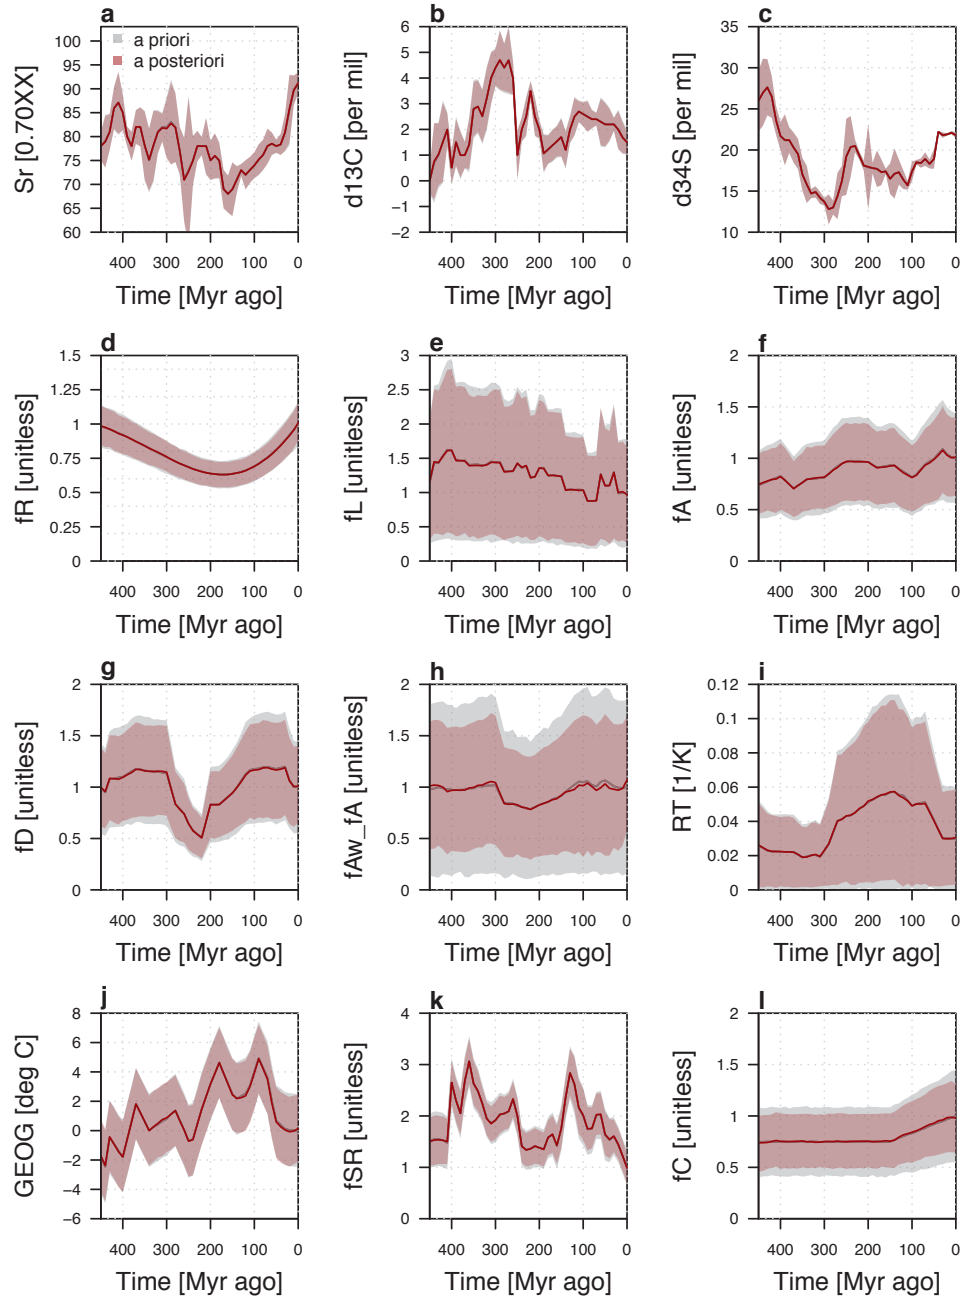 a
b
c
a priori
a posteriori
Sr [0.70XX]
100
95
90
85
80
75
70
65
60
400 300 200 100 0
Time [Myr ago]
d13C [per mil]
6
5
4
3
2
1
0
−1
−2
400 300 200 100 0
Time [Myr ago]
d34S [per mil]
35
30
25
20
15
10
400 300 200 100 0
Time [Myr ago]
d
e
f
fR [unitless]
1.5
1.25
1
0.75
0.5
0.25
0
400 300 200 100 0
Time [Myr ago]
fL [unitless]
3
2.5
2
1.5
1
0.5
0
400 300 200 100 0
Time [Myr ago]
fA [unitless]
2
1.5
1
0.5
0
400 300 200 100 0
Time [Myr ago]
g
h
i
fD [unitless]
2
1.5
1
0.5
0
400 300 200 100 0
Time [Myr ago]
fAw_fA [unitless]
2
1.5
1
0.5
0
400 300 200 100 0
Time [Myr ago]
RT [1/K]
0.12
0.1
0.08
0.06
0.04
0.02
0
400 300 200 100 0
Time [Myr ago]
j
k
l
GEOG [deg C]
8
6
4
2
0
−2
−4
−6
400 300 200 100 0
Time [Myr ago]
fSR [unitless]
4
3
2
1
0
400 300 200 100 0
Time [Myr ago]
fC [unitless]
2
1.5
1
0.5
0
400 300 200 100 0
Time [Myr ago]